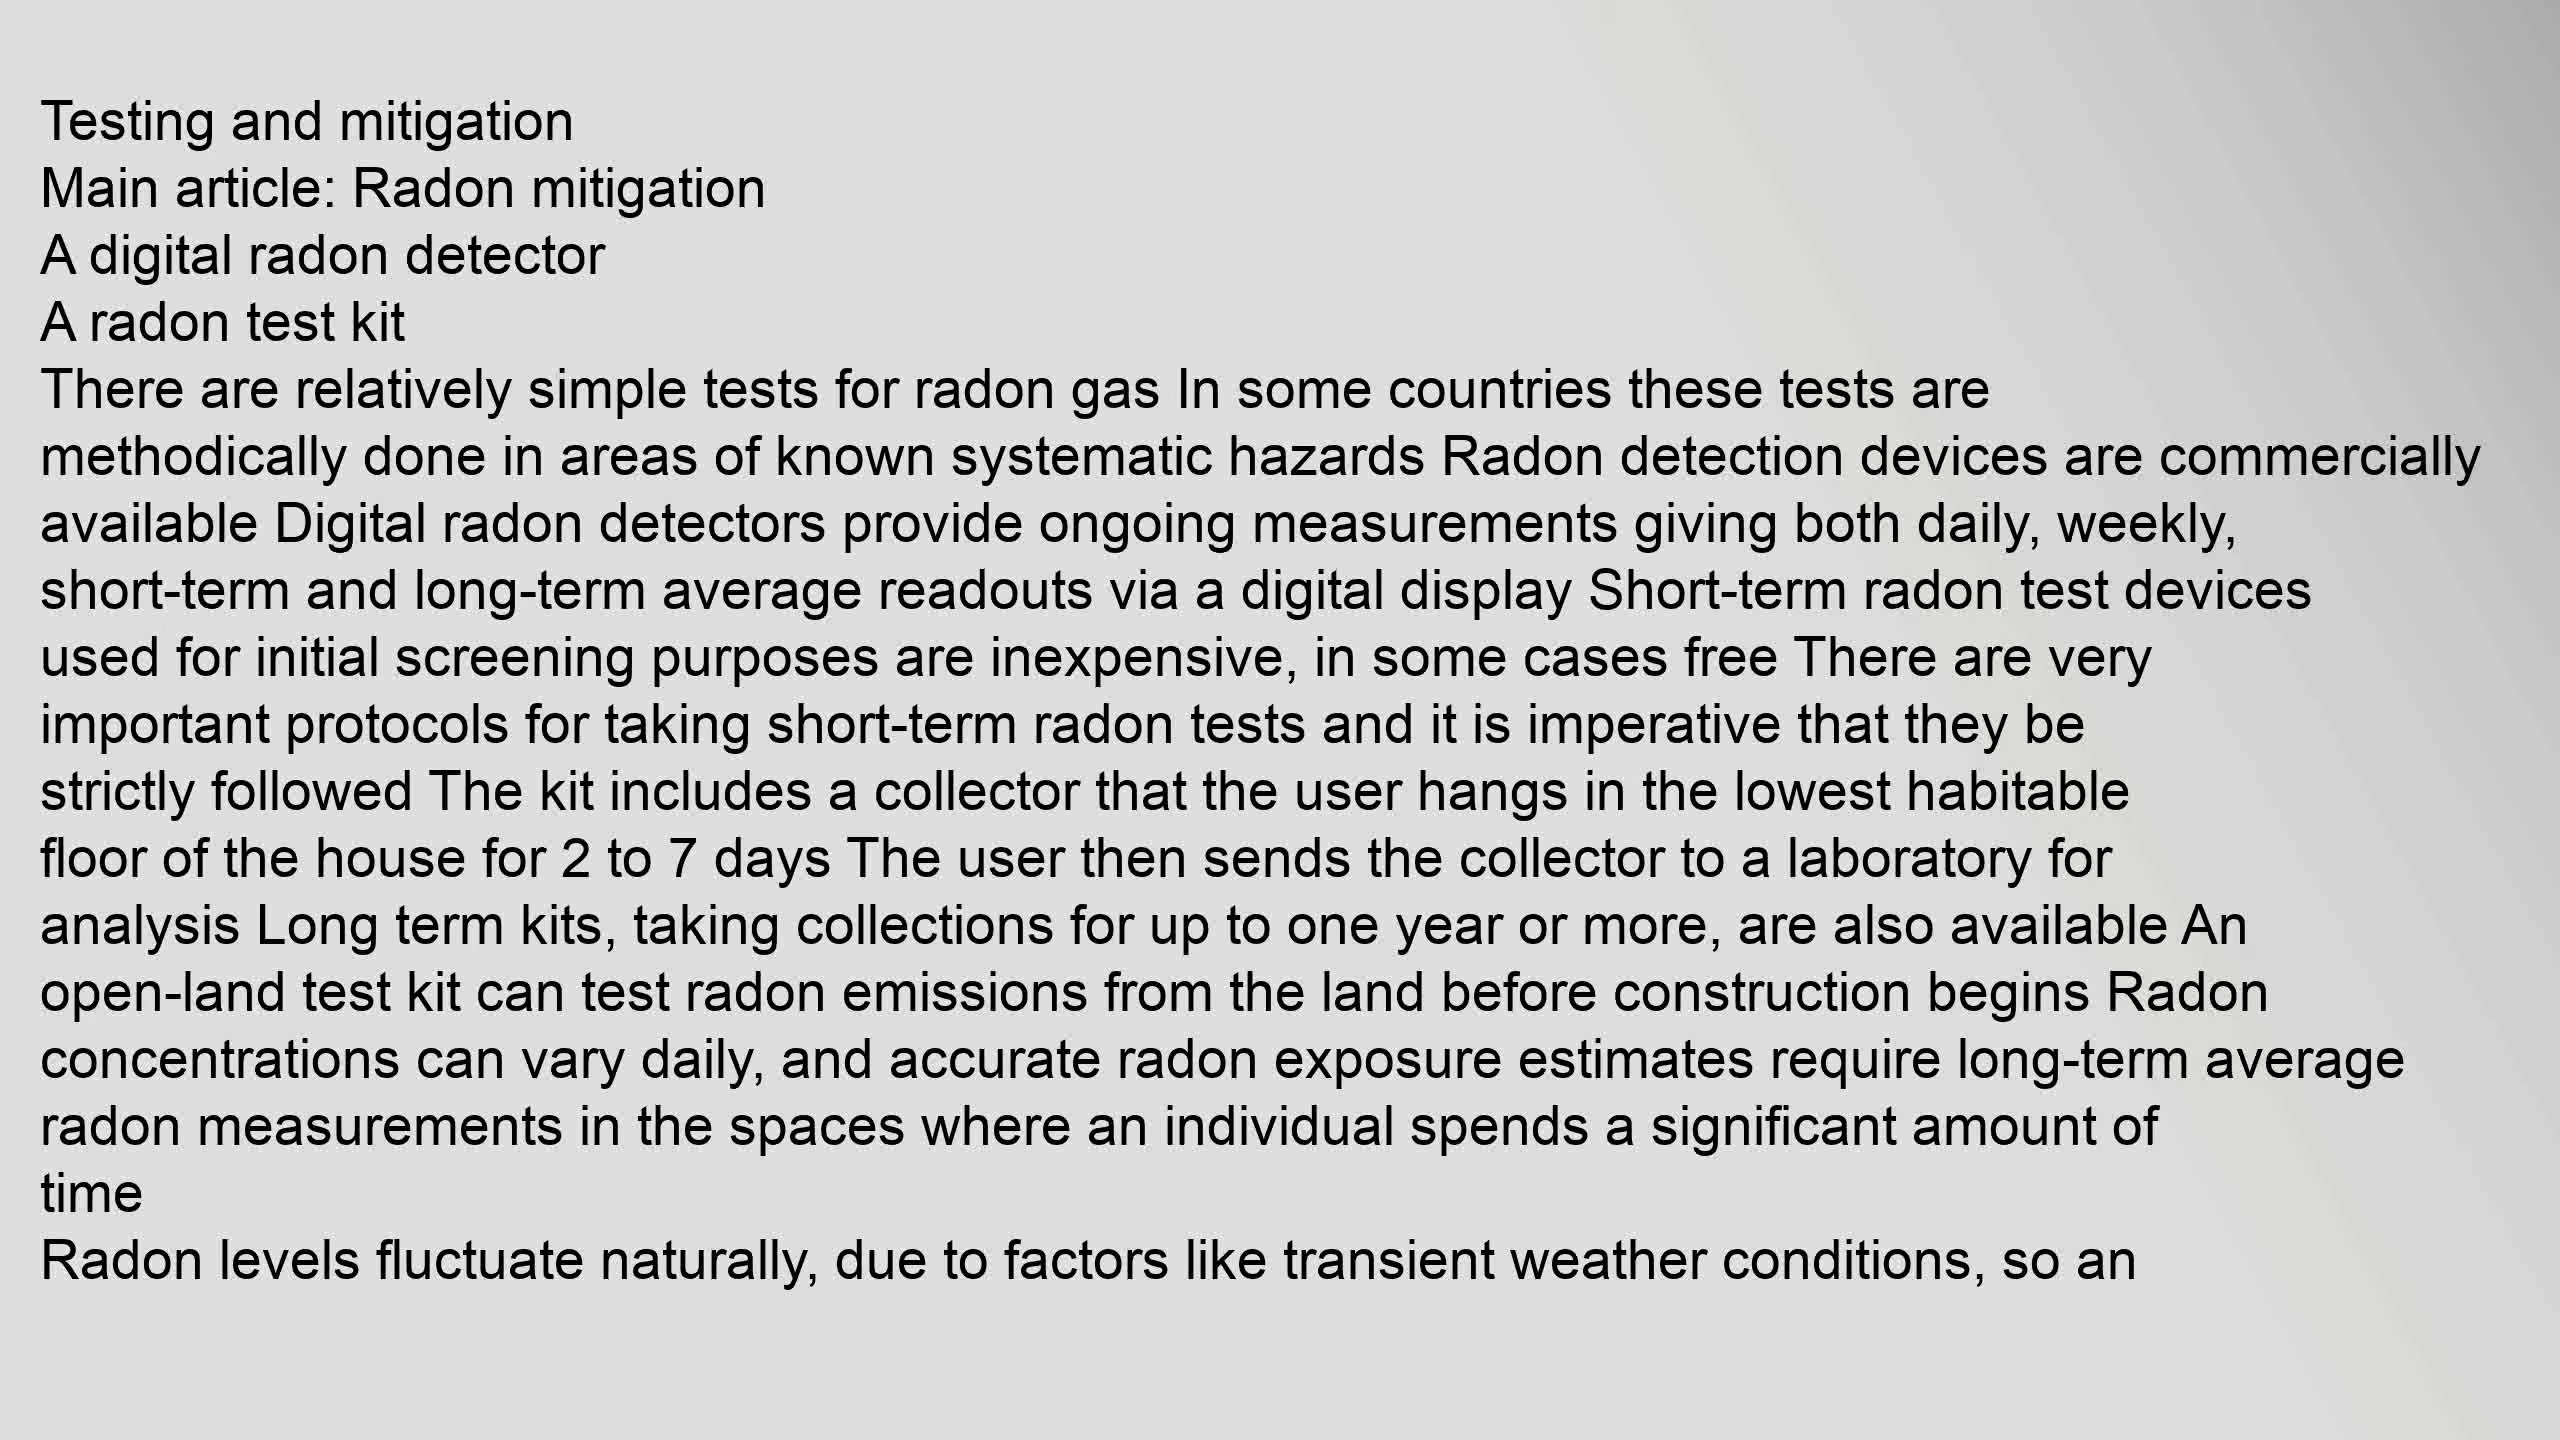 Testing and mitigation
Main article: Radon mitigation
A digital radon detector
A radon test kit
There are relatively simple tests for radon gas In some countries these tests are
methodically done in areas of known systematic hazards Radon detection devices are commercially
available Digital radon detectors provide ongoing measurements giving both daily, weekly,
short-term and long-term average readouts via a digital display Short-term radon test devices
used for initial screening purposes are inexpensive, in some cases free There are very
important protocols for taking short-term radon tests and it is imperative that they be
strictly followed The kit includes a collector that the user hangs in the lowest habitable
floor of the house for 2 to 7 days The user then sends the collector to a laboratory for
analysis Long term kits, taking collections for up to one year or more, are also available An
open-land test kit can test radon emissions from the land before construction begins Radon
concentrations can vary daily, and accurate radon exposure estimates require long-term average
radon measurements in the spaces where an individual spends a significant amount of
time
Radon levels fluctuate naturally, due to factors like transient weather conditions, so an